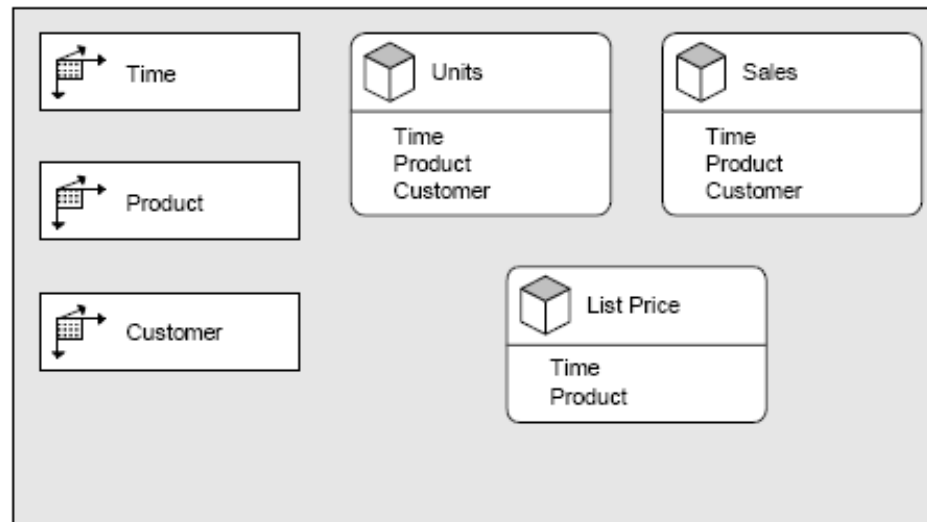 Time
Product
Customer
Units
Time
Product
Customer
Sales
Time
Product
Customer
List Price
Time
Product